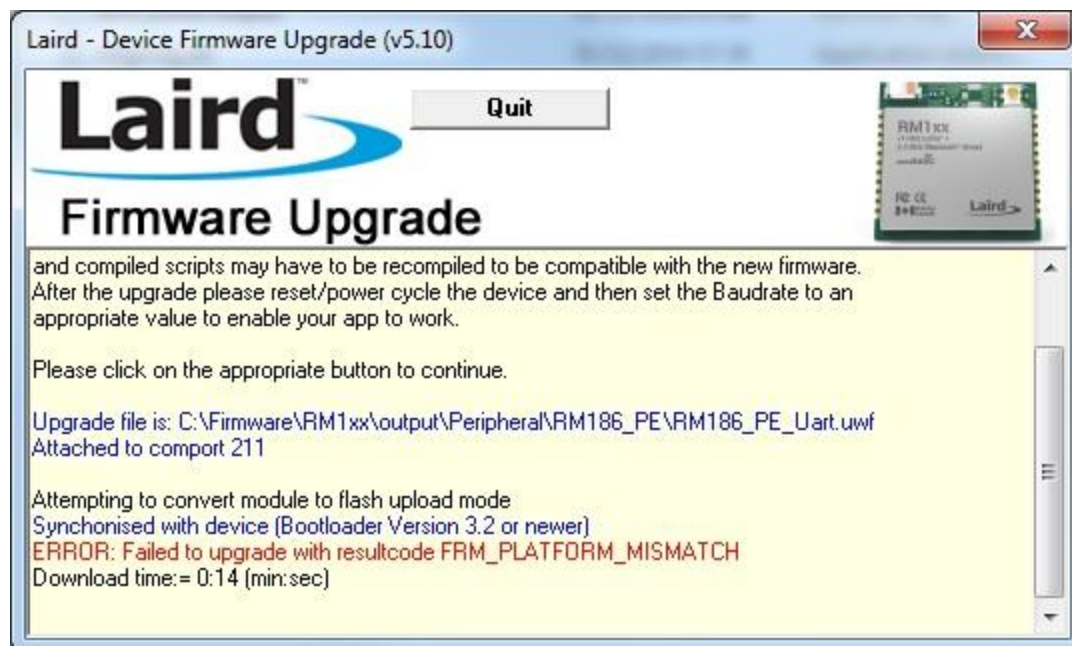 Laird - Device Firmware Upgrade (v5.10)
Laird™
Quit
RM1xx
Laird
Firmware Upgrade
and compiled scripts may have to be recompiled to be compatible with the new firmware.
After the upgrade please reset/power cycle the device and then set the Baudrate to an
appropriate value to enable your app to work.
Please click on the appropriate button to continue.
Upgrade file is: C:\Firmware\RM1xx\output\Peripheral\RM186_PE\RM186_PE_Uart.uwf
Attached to comport 211
Attempting to convert module to flash upload mode
Synchonised with device (Bootloader Version 3.2 or newer)
ERROR: Failed to upgrade with resultcode FRM_PLATFORM_MISMATCH
Download time:= 0:14 (min:sec)